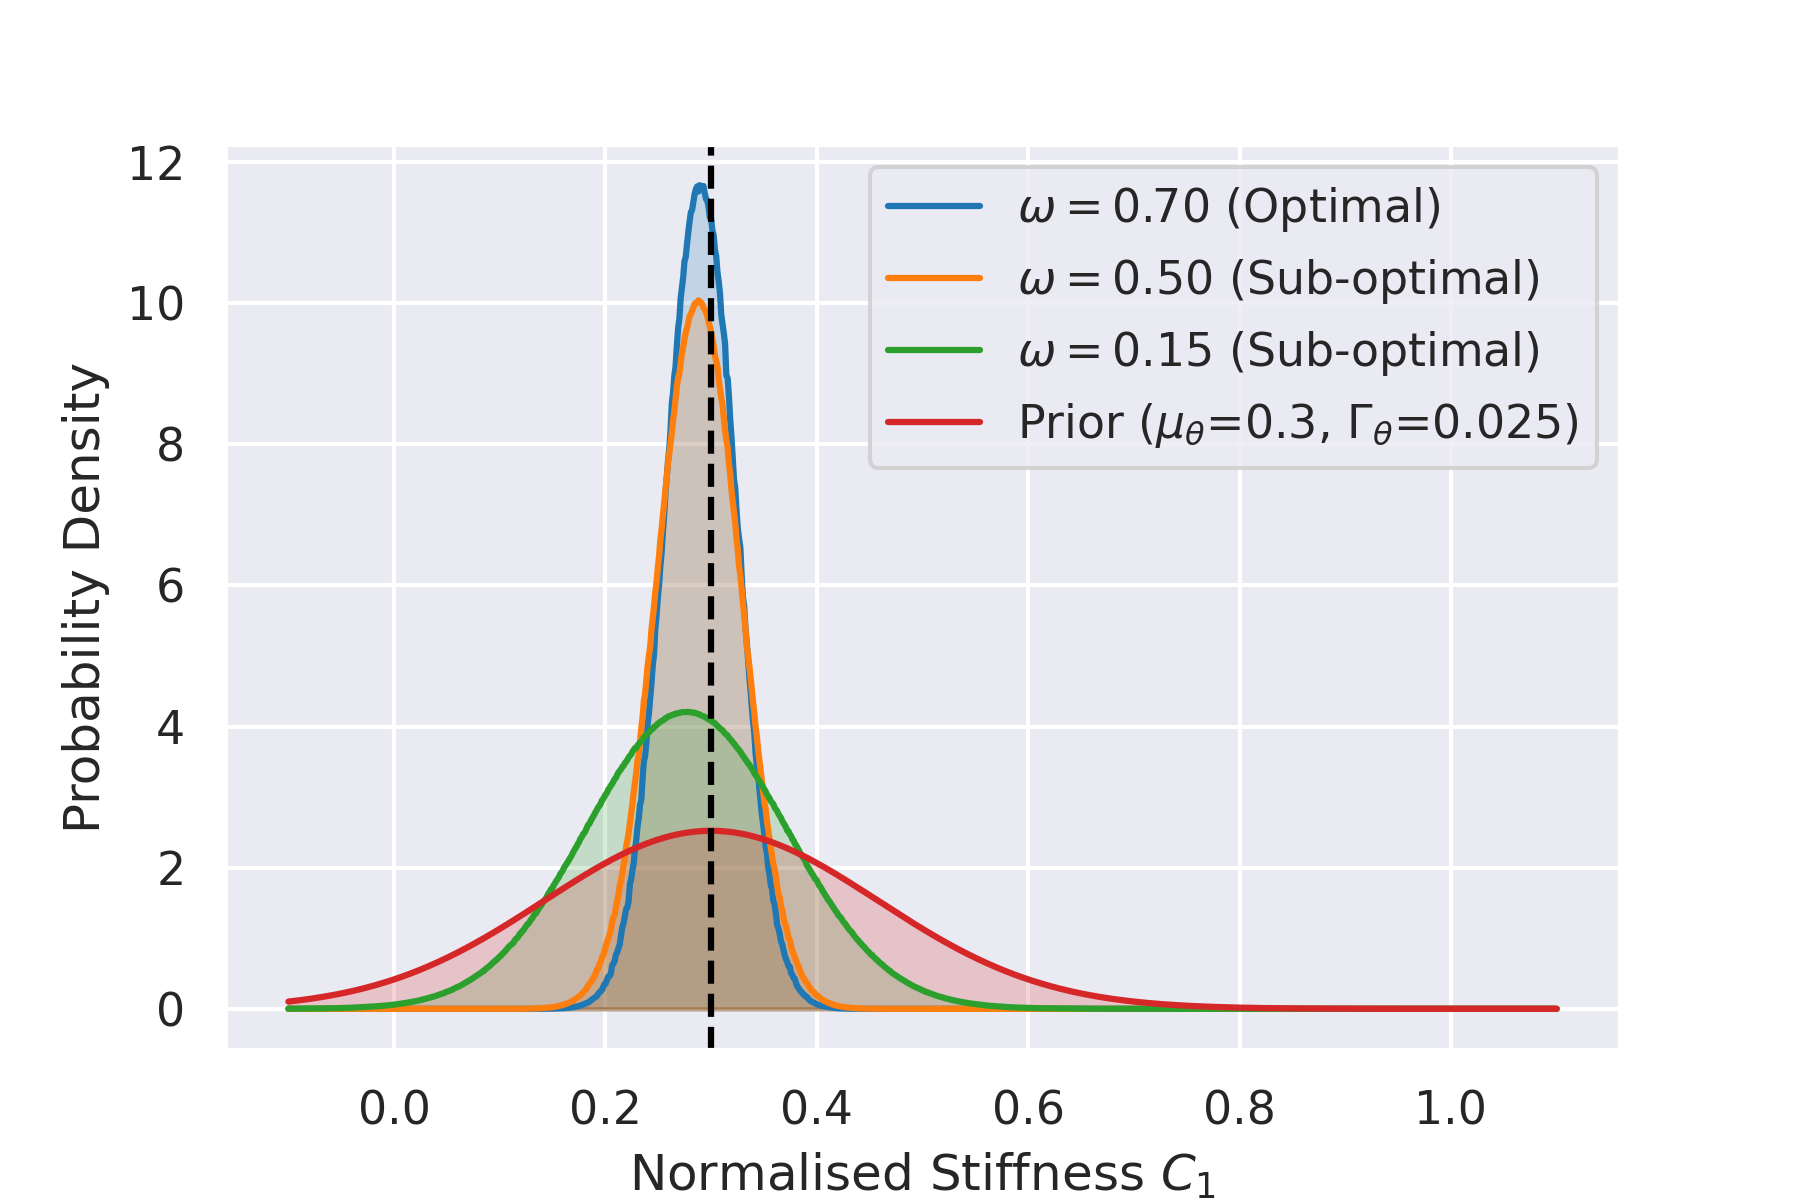 12
10
8
6
4
2
0
Probability Density
ω = 0.70 (Optimal)
ω = 0.50 (Sub-optimal)
ω = 0.15 (Sub-optimal)
Prior (μ_θ=0.3, Γ_θ=0.025)
0.0 0.2 0.4 0.6 0.8 1.0
Normalised Stiffness C₁